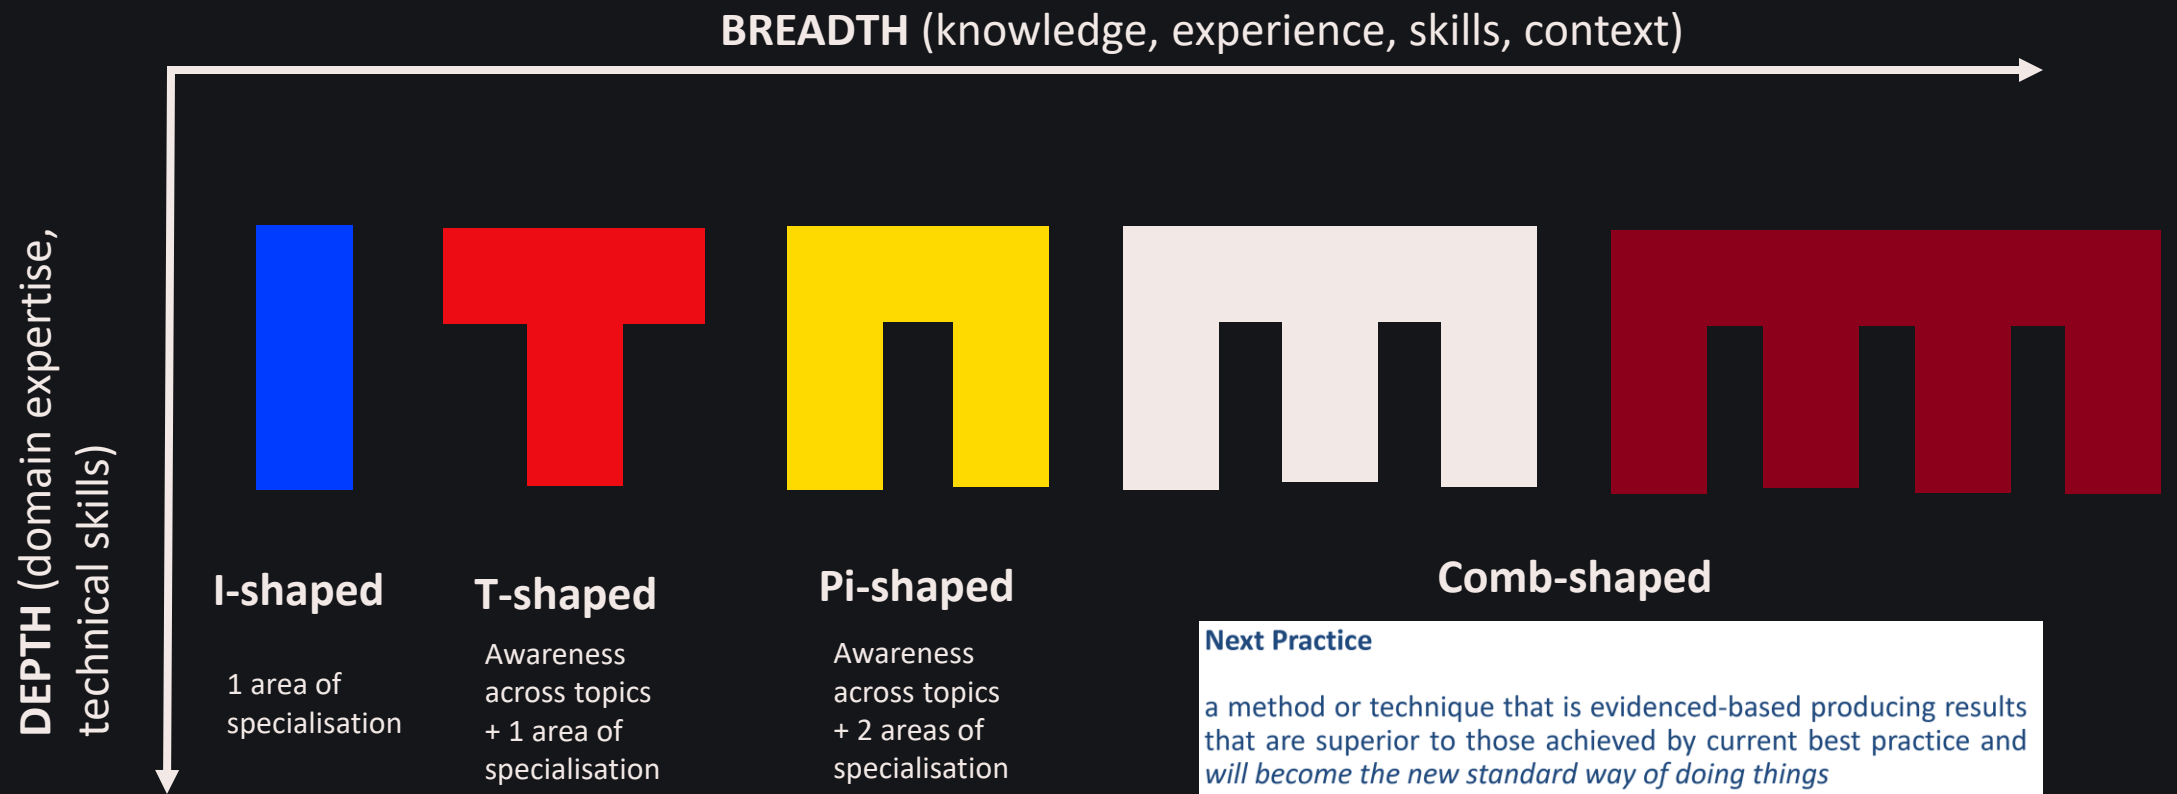 BREADTH (knowledge, experience, skills, context)
DEPTH (domain expertise,
technical skills)
I-shaped
1 area of
specialisation
T-shaped
Awareness
across topics
+ 1 area of
specialisation
Pi-shaped
Awareness
across topics
+ 2 areas of
specialisation
Comb-shaped
Next Practice
a method or technique that is evidenced-based producing results
that are superior to those achieved by current best practice and
will become the new standard way of doing things